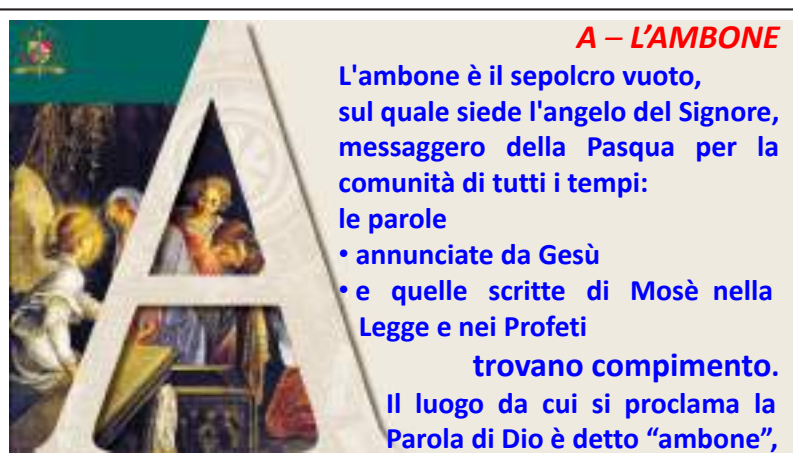 A – L'AMBONE
L'ambone è il sepolcro vuoto,
sul quale siede l'angelo del Signore,
messaggero della Pasqua per la
comunità di tutti i tempi:
le parole
• annunciate da Gesù
• e quelle scritte di Mosè nella
Legge e nei Profeti
trovano compimento.
Il luogo da cui si proclama la
Parola di Dio è detto “ambone”,